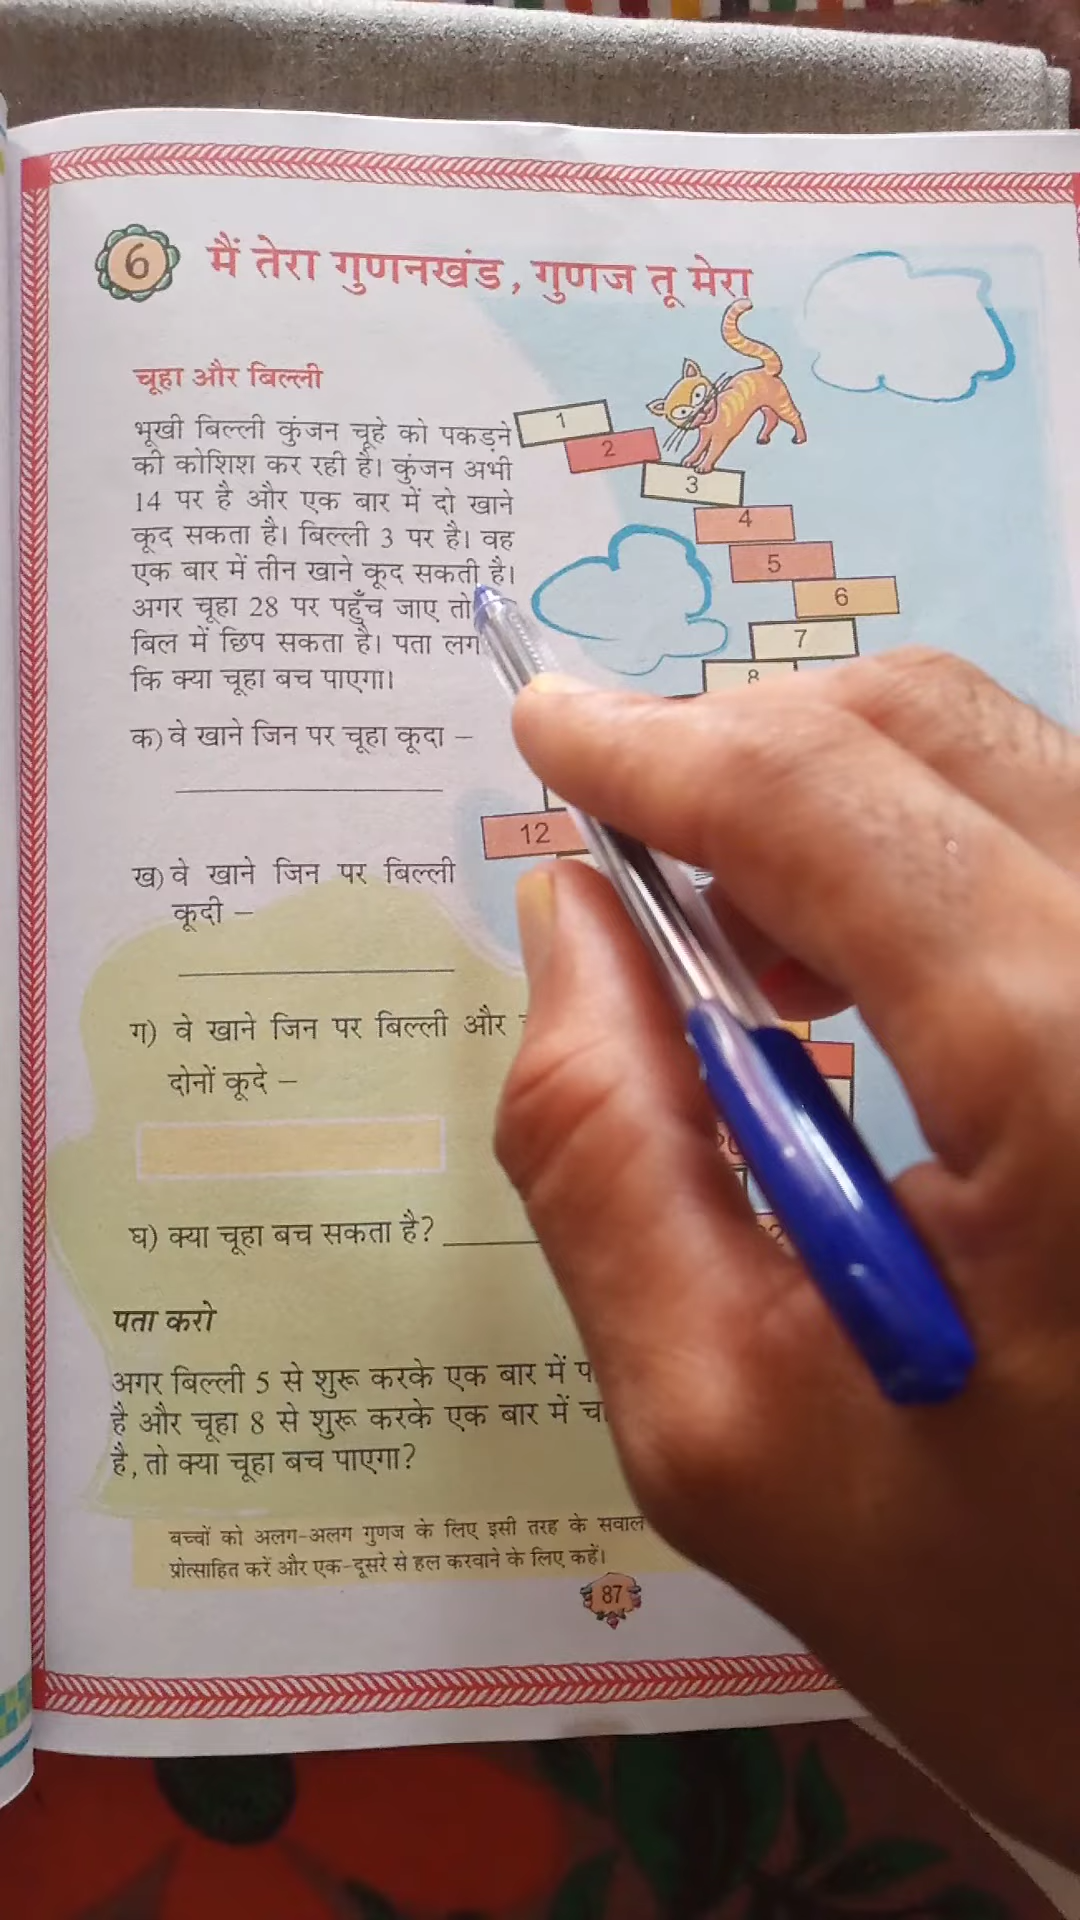 6 मैं तेरा गुणनखंड, गुणज तू मेरा
चूहा और बिल्ली
भूखी बिल्ली कुंजन चूहे को पकड़ने
की कोशिश कर रही है। कुंजन अभी
14 पर है और एक बार में दो खाने
कूद सकता है। बिल्ली 3 पर है। वह
एक बार में तीन खाने कूद सकती है।
अगर चूहा 28 पर पहुँच जाए तो
बिल में छिप सकता है। पता
कि क्या चूहा बच पाएगा।
क) वे खाने जिन पर चूहा कूदा –
ख) वे खाने जिन पर बिल्ली
कूदी –
ग) वे खाने जिन पर बिल्ली और
दोनों कूदे –
घ) क्या चूहा बच सकता है?
पता करो
अगर बिल्ली 5 से शुरू करके एक बार में
है और चूहा 8 से शुरू करके एक बार में
है, तो क्या चूहा बच पाएगा?
बच्चों को अलग-अलग गुणज के लिए इसी तरह के सवाल
प्रोत्साहित करें और एक-दूसरे से हल करवाने के लिए कहें।
87
1
2
3
4
5
6
7
8
12